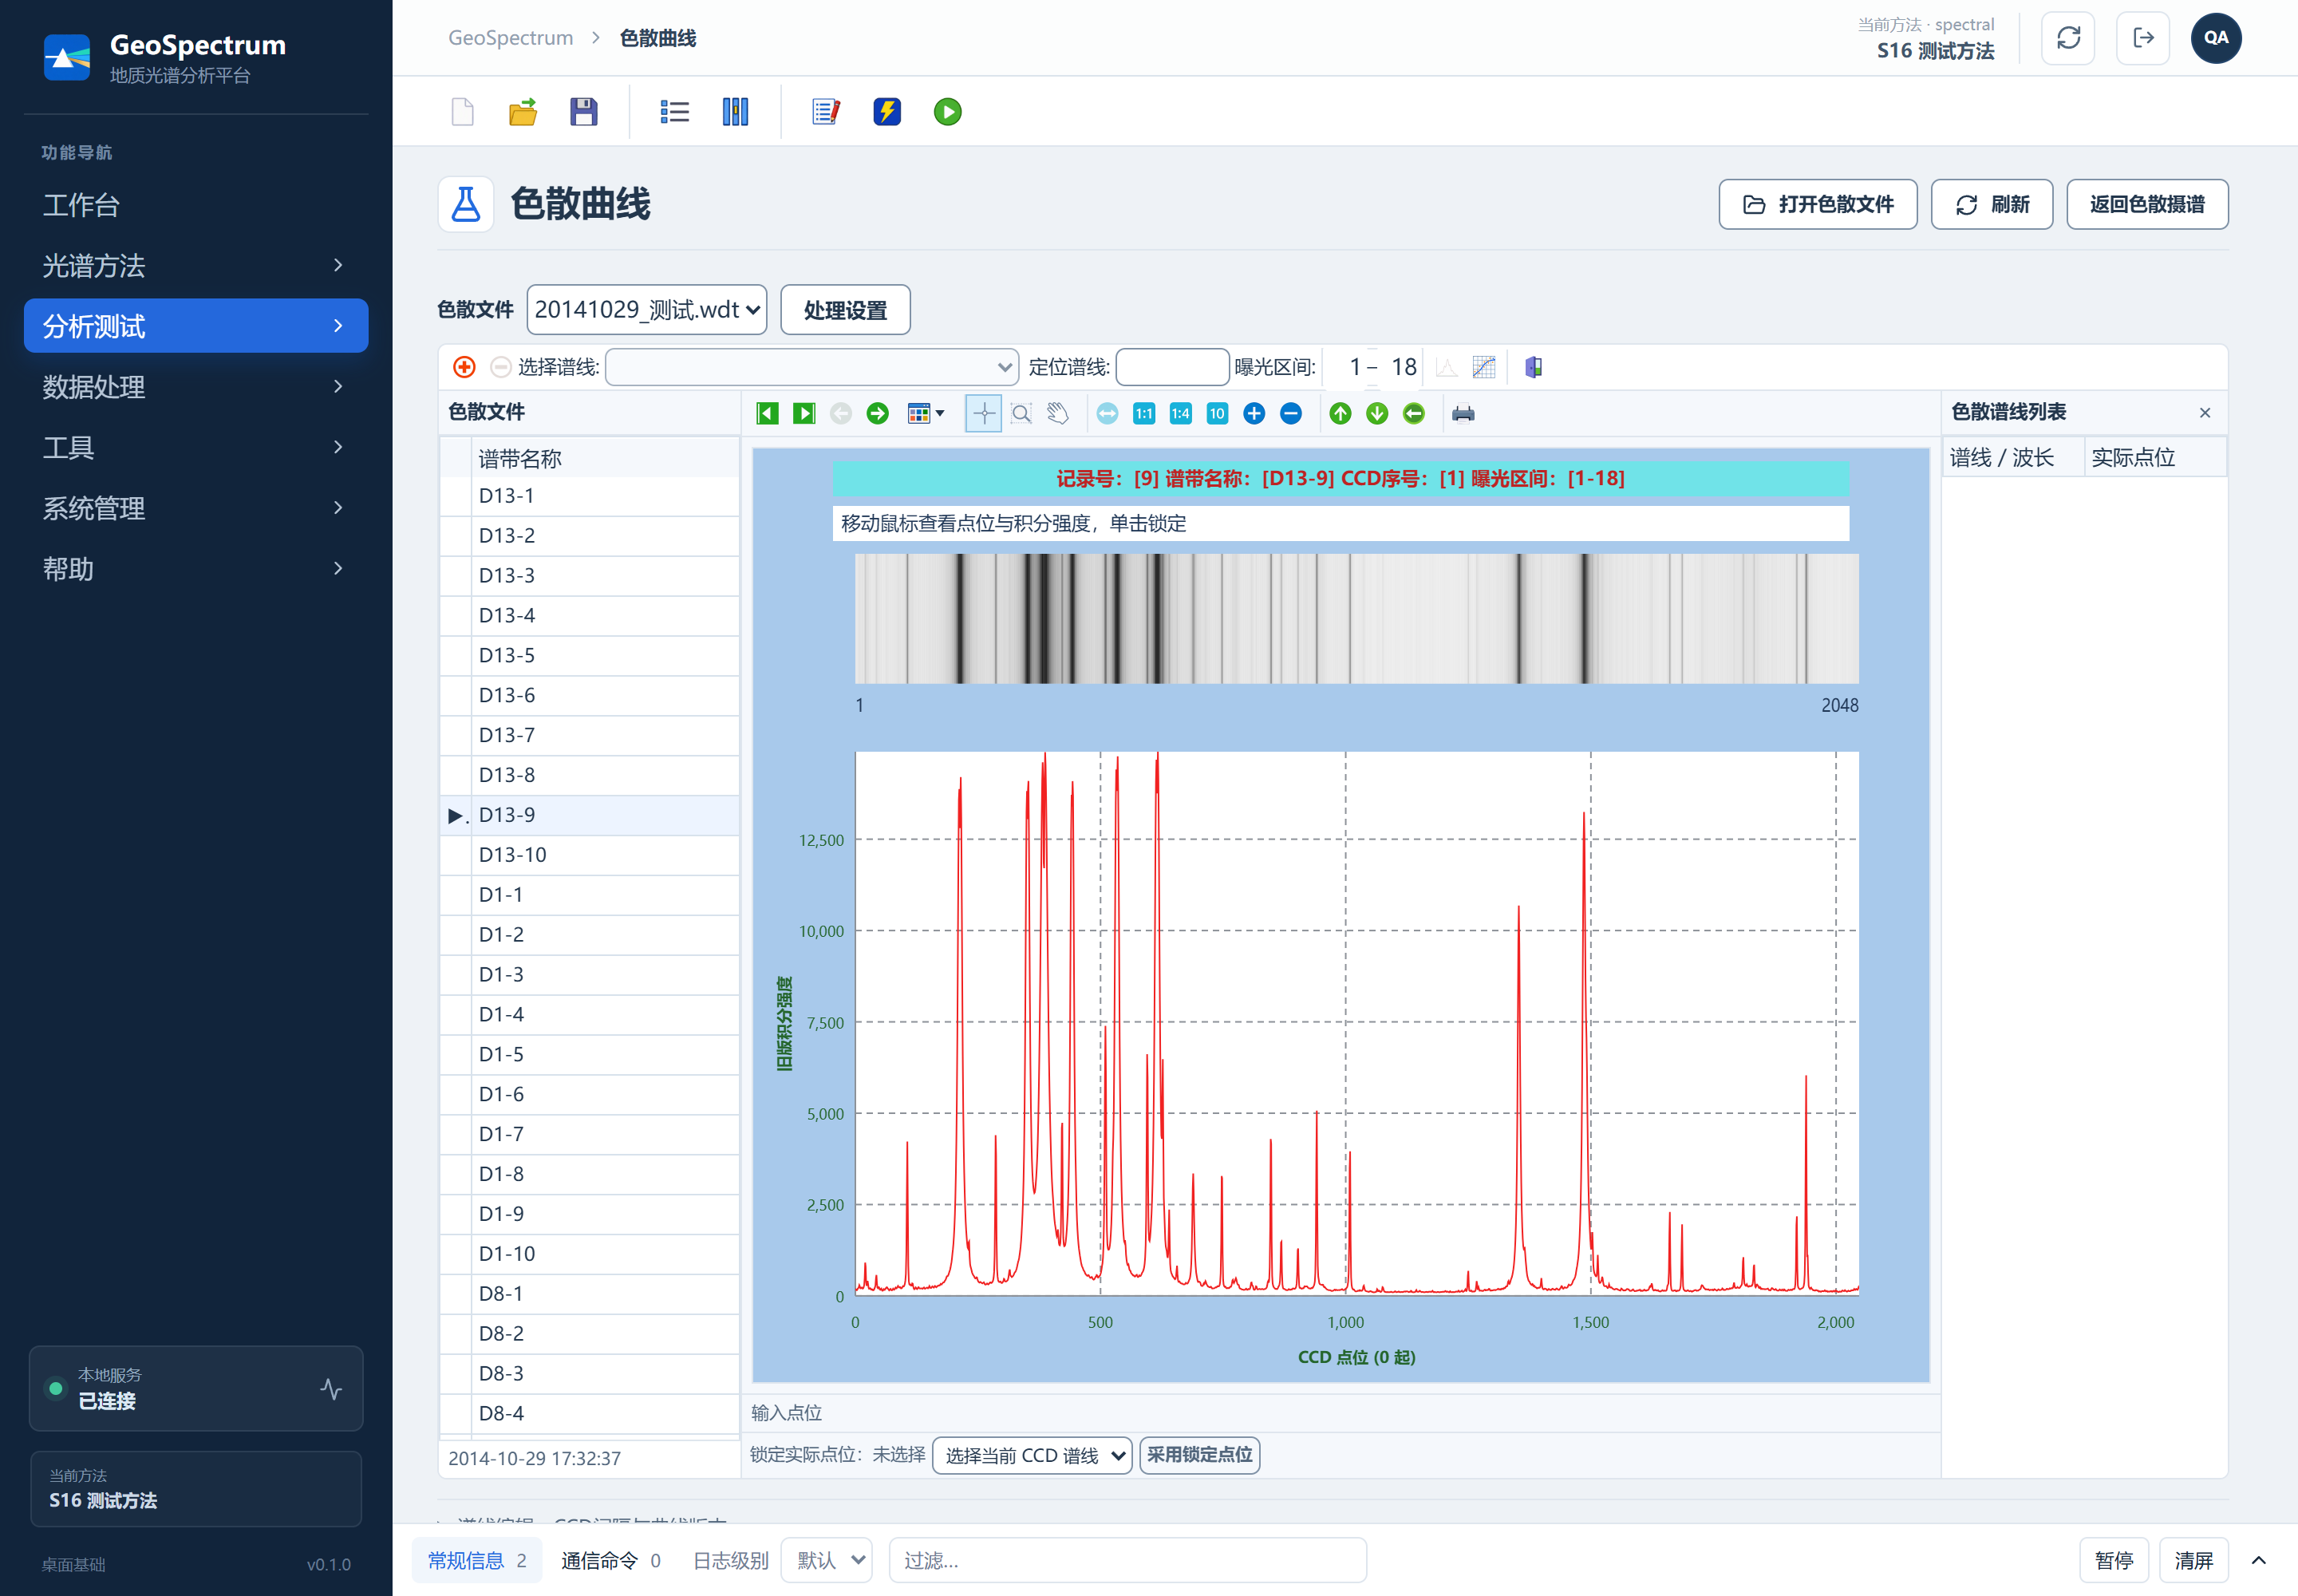 GeoSpectrum
地质光谱分析平台
功能导航
工作台
光谱方法
分析测试
数据处理
工具
系统管理
帮助
本地服务
已连接
当前方法
S16 测试方法
桌面基础
v0.1.0
GeoSpectrum
色散曲线
当前方法 · spectral
S16 测试方法
QA
色散曲线
打开色散文件
刷新
返回色散摄谱
色散文件
20141029_测试.wdt
处理设置
选择谱线:
定位谱线:
曝光区间:
1 – 18
色散文件
1:1
1:4
10
色散谱线列表
谱带名称
D13-1
D13-2
D13-3
D13-4
D13-5
D13-6
D13-7
D13-8
D13-9
D13-10
D1-1
D1-2
D1-3
D1-4
D1-5
D1-6
D1-7
D1-8
D1-9
D1-10
D8-1
D8-2
D8-3
D8-4
2014-10-29 17:32:37
记录号：[9] 谱带名称：[D13-9] CCD序号：[1] 曝光区间：[1-18]
移动鼠标查看点位与积分强度，单击锁定
1
2048
12,500
10,000
7,500
5,000
2,500
0
旧版积分强度
0
500
1,000
1,500
2,000
CCD 点位 (0 起)
谱线 / 波长
实际点位
输入点位
锁定实际点位：未选择
选择当前 CCD 谱线
采用锁定点位
常规信息 2
通信命令 0
日志级别
默认
过滤...
暂停
清屏